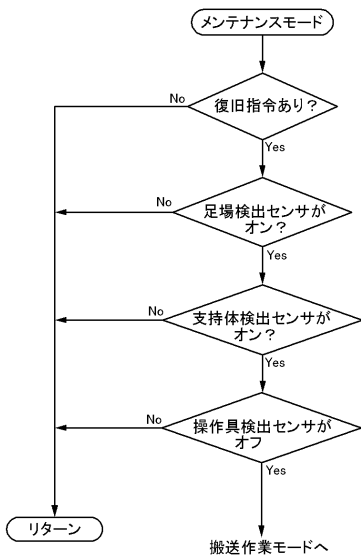 メンテナンスモード
No
復旧指令あり?
Yes
No
足場検出センサが
オン?
Yes
No
支持体検出センサが
オン?
Yes
No
操作具検出センサが
オフ
Yes
リターン
搬送作業モードへ